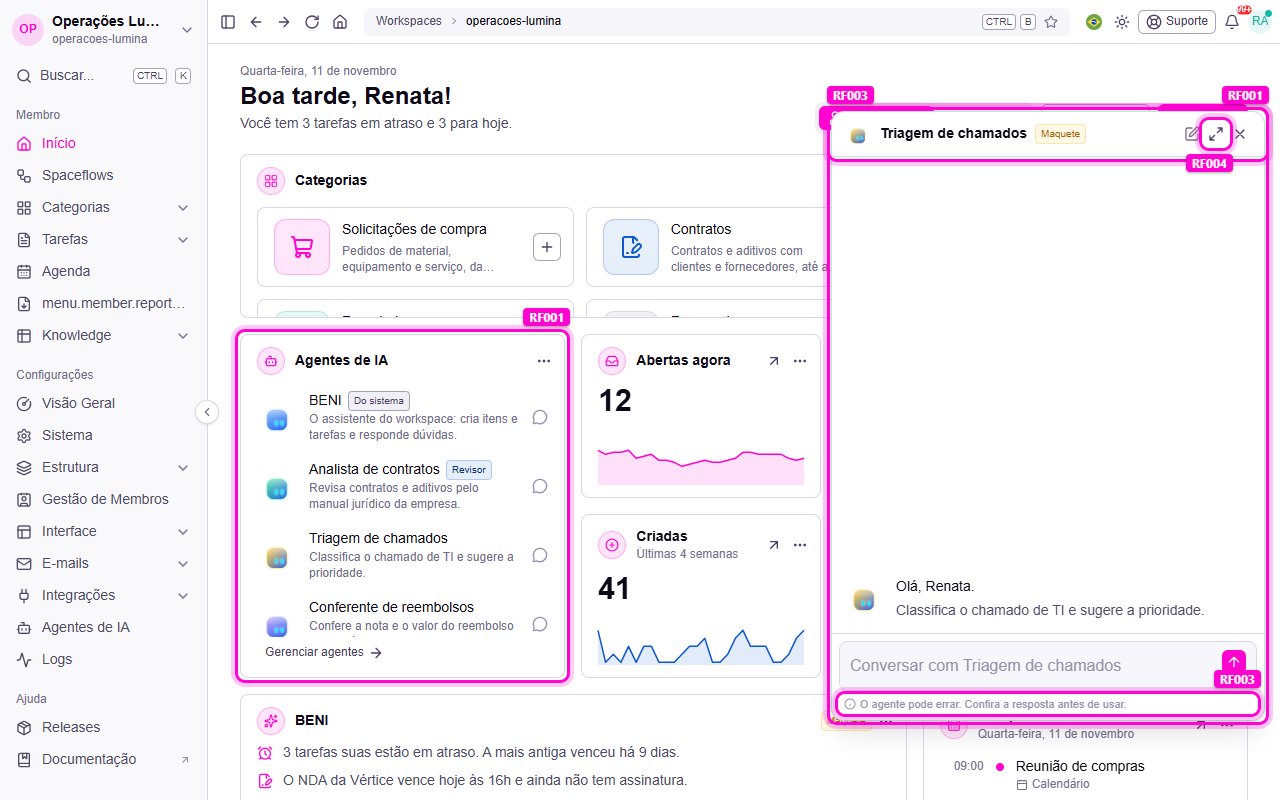 OP
Operações Lu...
operacoes-lumina
Buscar...
CTRL
K
Membro
Início
Spaceflows
Categorias
Tarefas
Agenda
menu.member.report...
Knowledge
Configurações
Visão Geral
Sistema
Estrutura
Gestão de Membros
Interface
E-mails
Integrações
Agentes de IA
Logs
Ajuda
Releases
Documentação
Workspaces
operacoes-lumina
CTRL
B
Suporte
99+
RA
Quarta-feira, 11 de novembro
Boa tarde, Renata!
Você tem 3 tarefas em atraso e 3 para hoje.
Categorias
Solicitações de compra
Pedidos de material,
equipamento e serviço, da...
Contratos
Contratos e aditivos com
clientes e fornecedores, até a
RF001
Agentes de IA
BENI
Do sistema
O assistente do workspace: cria itens e
tarefas e responde dúvidas.
Analista de contratos
Revisor
Revisa contratos e aditivos pelo
manual jurídico da empresa.
Triagem de chamados
Classifica o chamado de TI e sugere a
prioridade.
Conferente de reembolsos
Confere a nota e o valor do reembolso
Gerenciar agentes
Abertas agora
12
Criadas
Últimas 4 semanas
41
BENI
3 tarefas suas estão em atraso. A mais antiga venceu há 9 dias.
O NDA da Vértice vence hoje às 16h e ainda não tem assinatura.
RF003
RF001
Triagem de chamados
Maquete
RF004
Olá, Renata.
Classifica o chamado de TI e sugere a prioridade.
Conversar com Triagem de chamados
RF003
O agente pode errar. Confira a resposta antes de usar.
Quarta-feira, 11 de novembro
09:00
Reunião de compras
Calendário